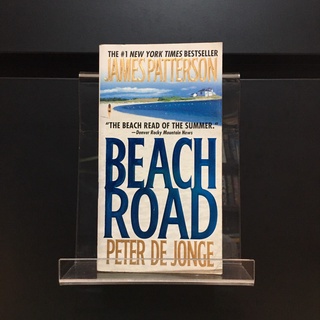 THE #1 NEW YORK TIMES BESTSELLER
JAMES PATTERSON
"THE BEACH READ OF THE SUMMER."
—Denver Rocky Mountain News
BEACH
ROAD
PETER DE JONGE